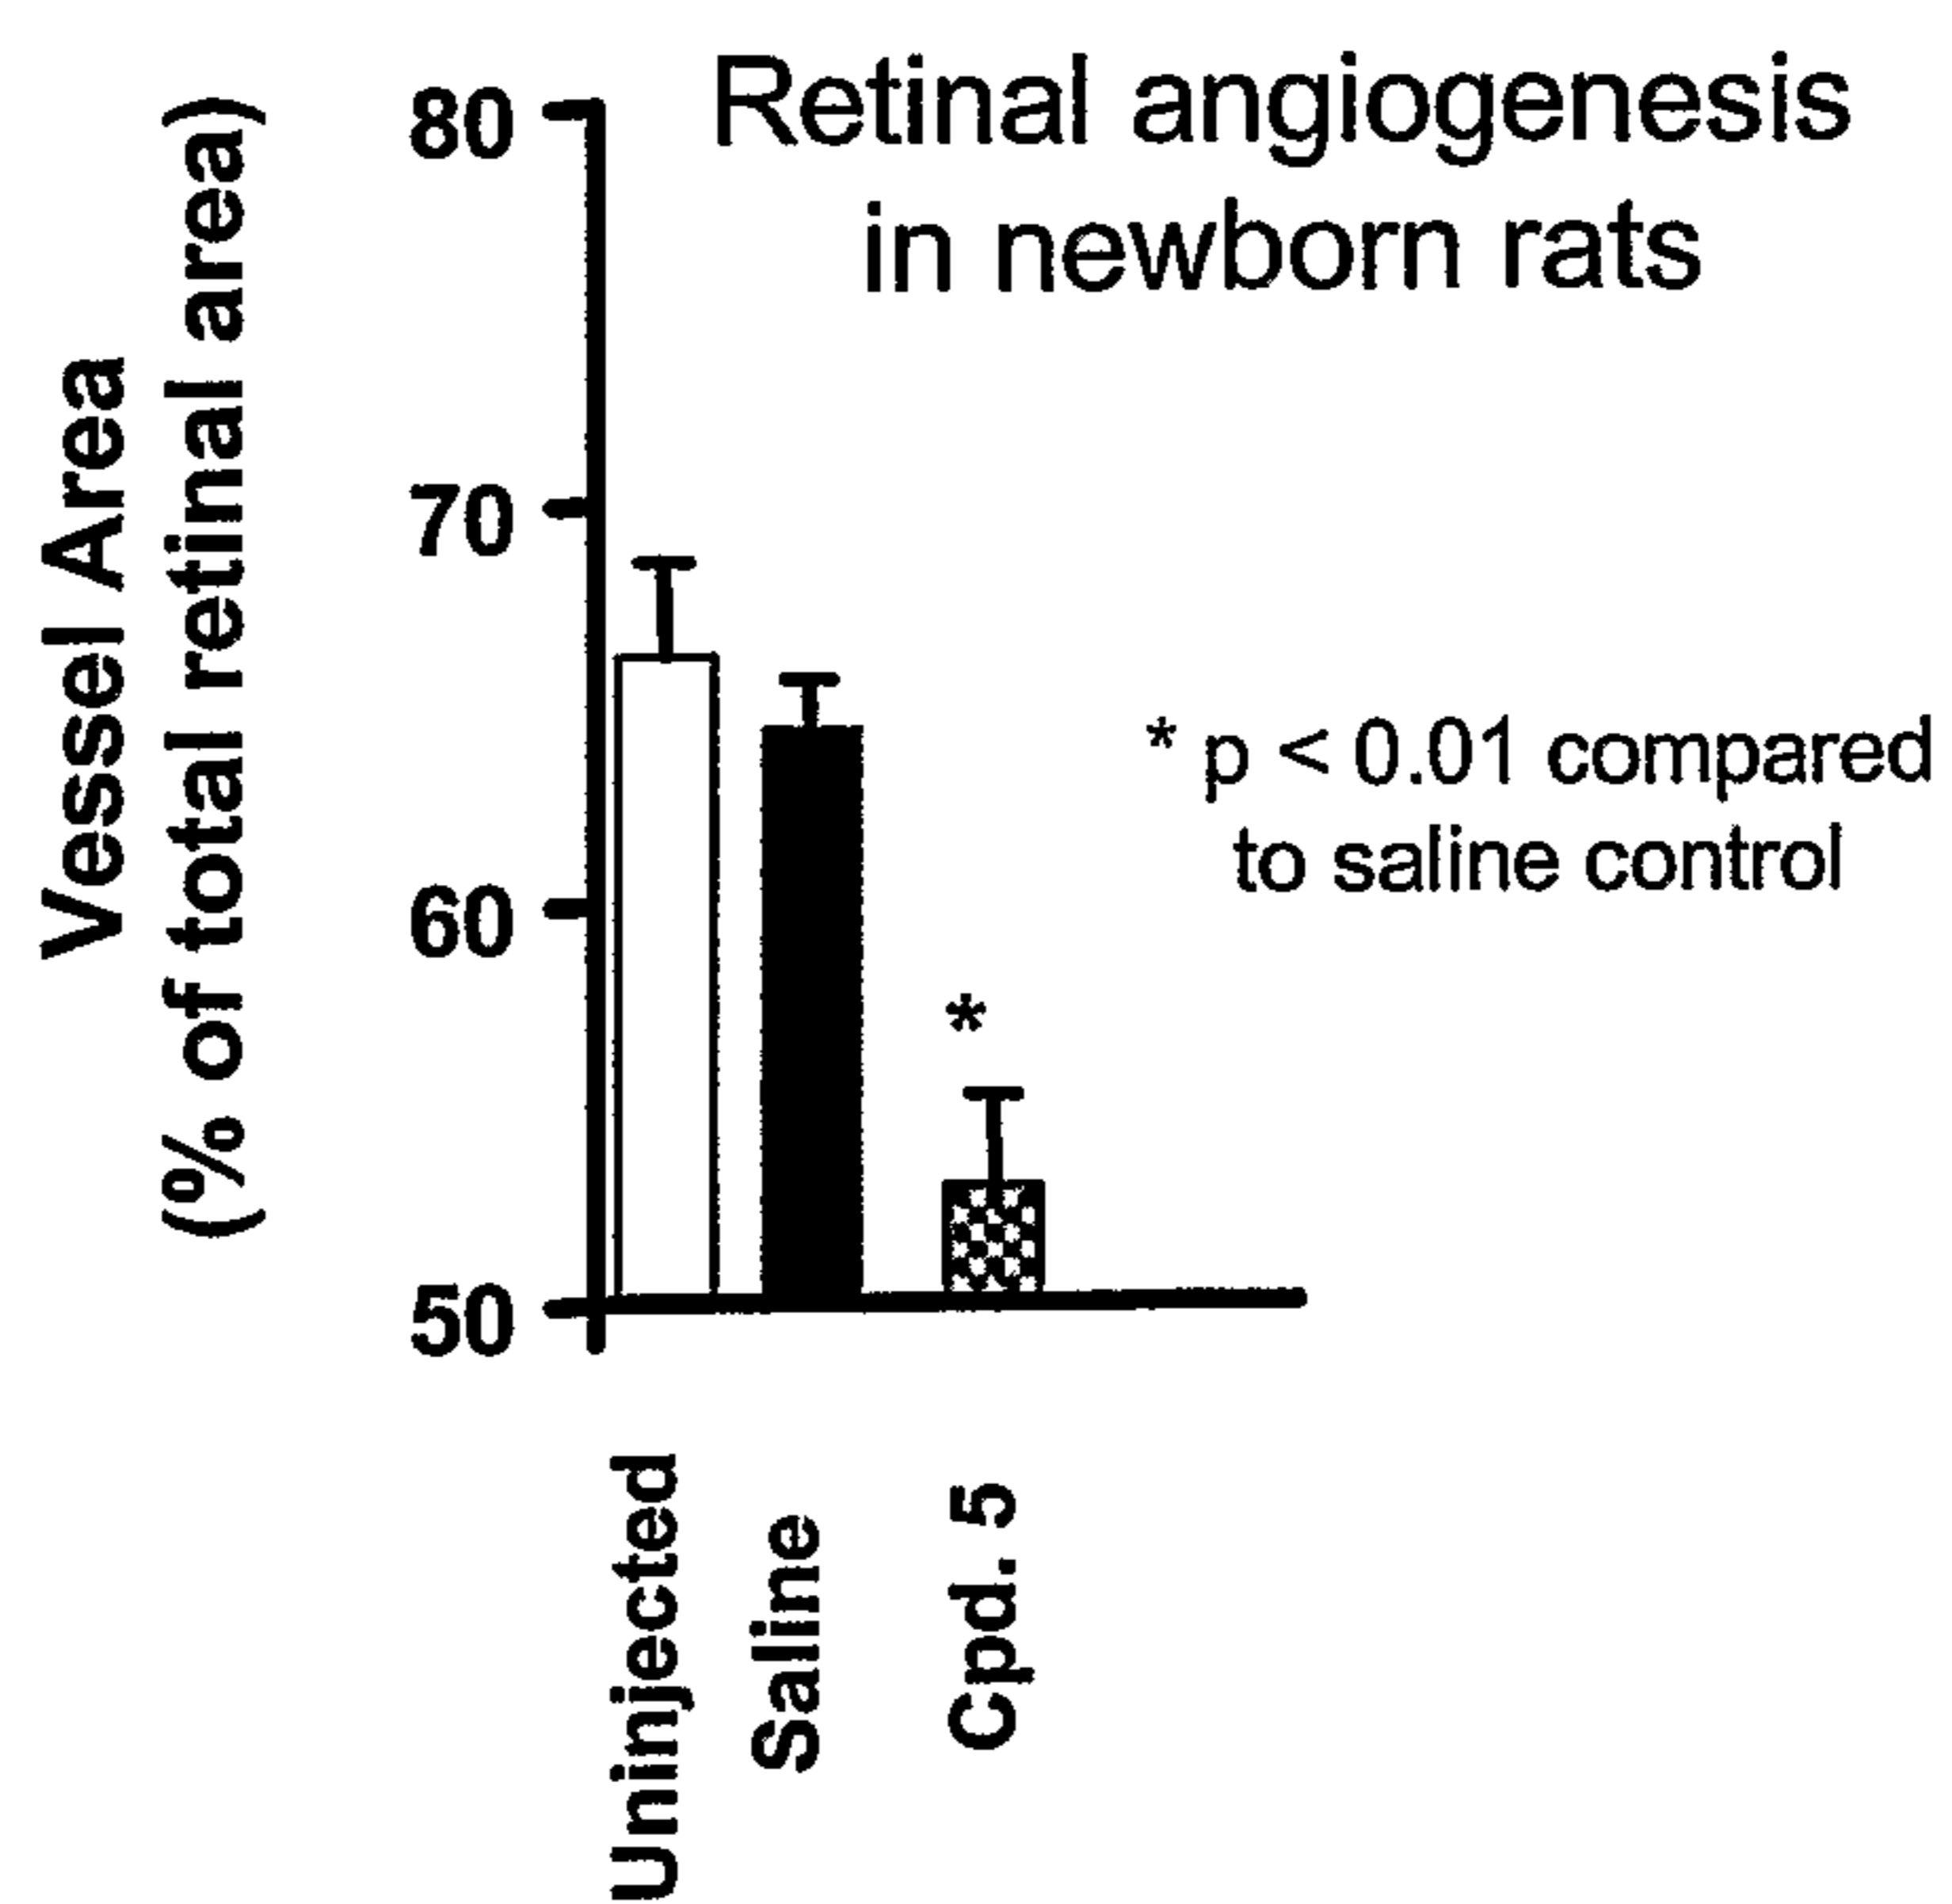 Retinal angiogenesis
in newborn rats
Vessel Area
(% of total retinal area)
80
70
60
50
*
* p < 0.01 compared
to saline control
Uninjected
Saline
Cpd. 5